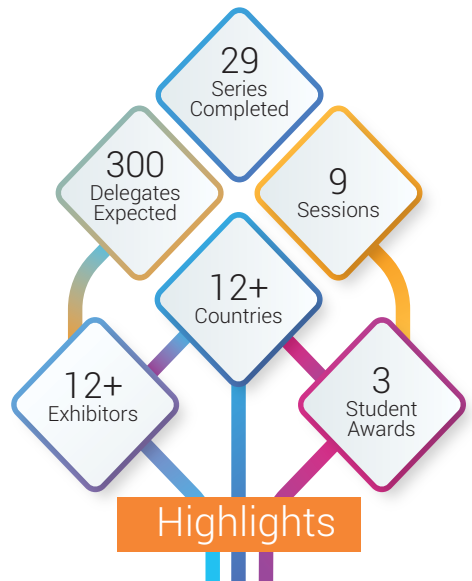 29
Series
Completed
300
Delegates
Expected
9
Sessions
12+
Countries
12+
Exhibitors
3
Student
Awards
Highlights